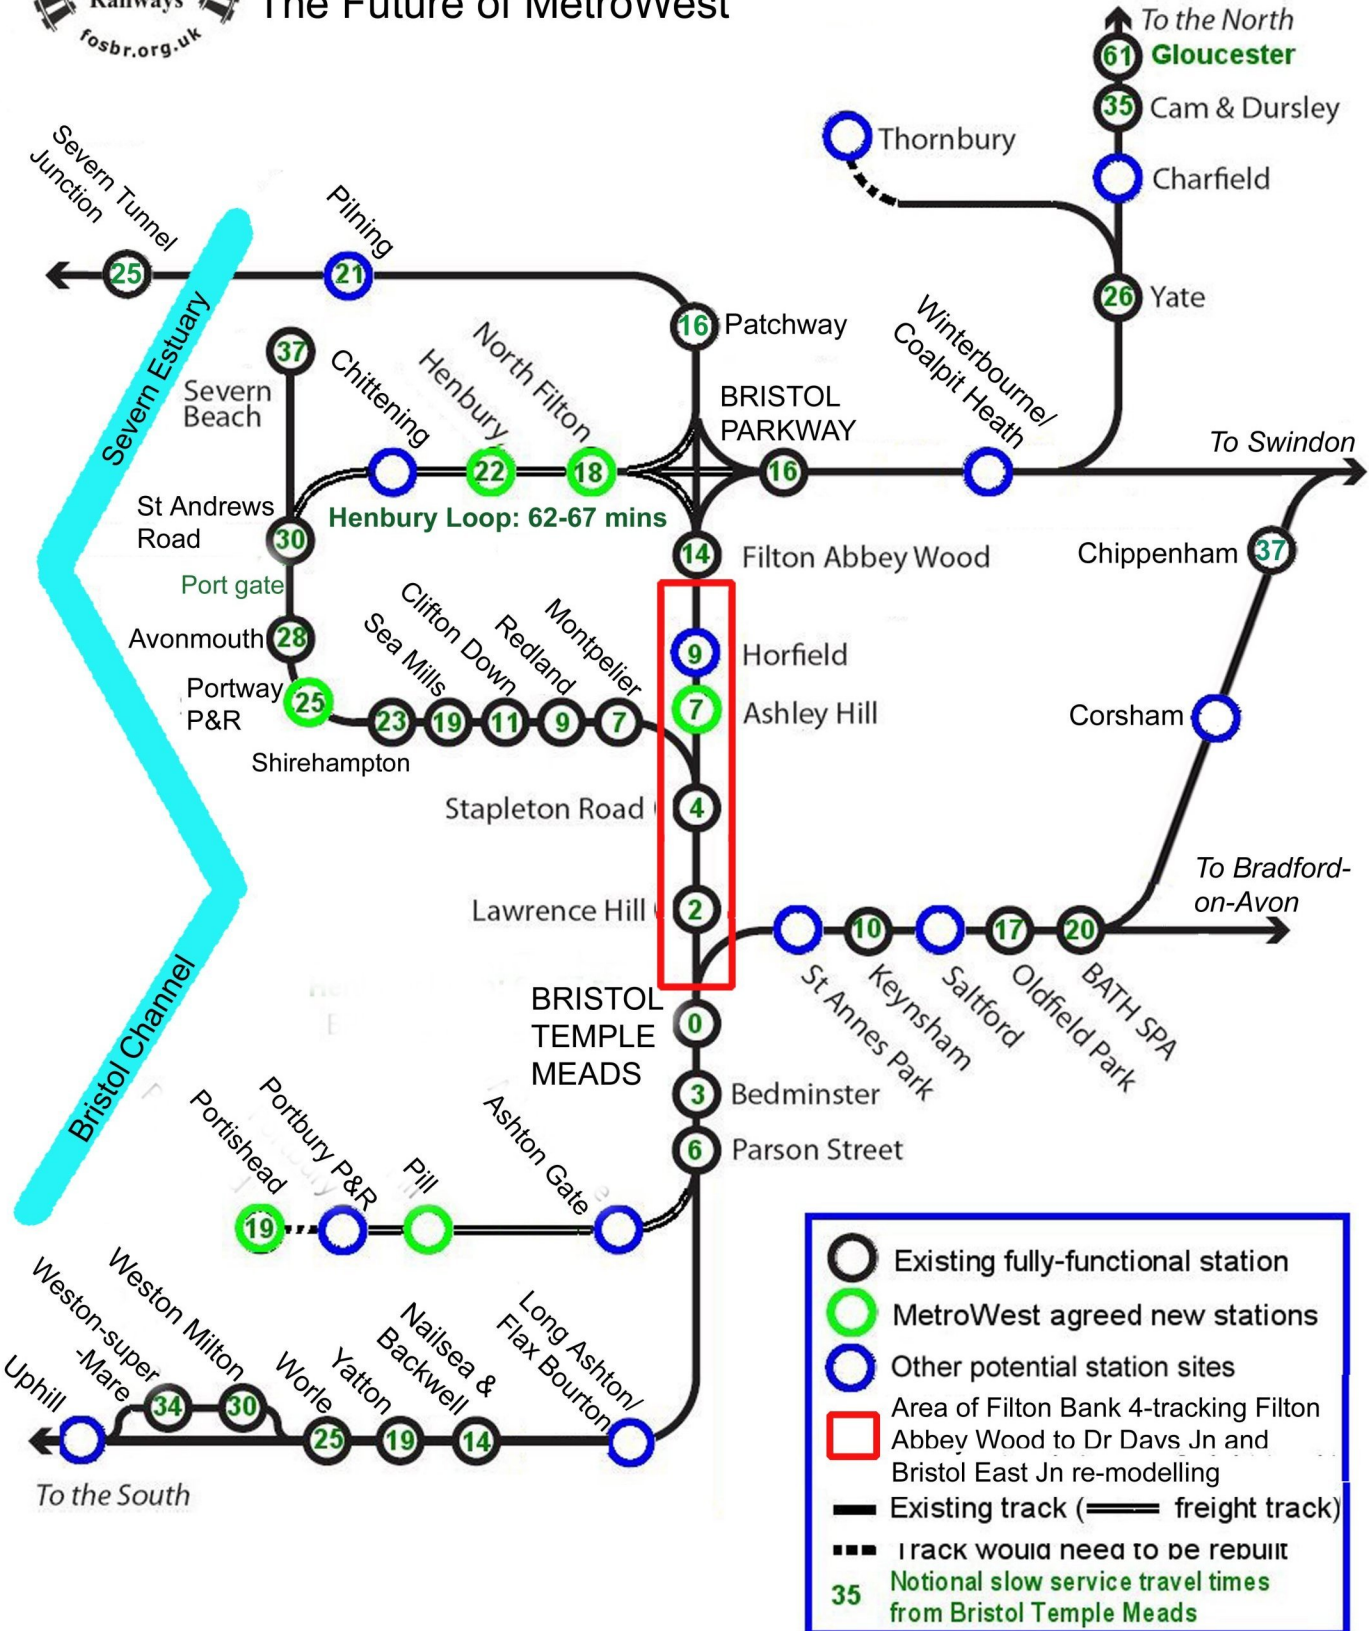 Railways
fosbr.org.uk
The Future of MetroWest
To the North
61
Gloucester
35
Cam & Dursley
Thornbury
Charfield
Severn Tunnel
Junction
25
Pilning
21
26
Yate
16
Patchway
Severn Estuary
37
Severn
Beach
Chittening
Henbury
22
North Filton
18
BRISTOL
PARKWAY
16
Winterbourne/
Coalpit Heath
To Swindon
St Andrews
Road
30
Henbury Loop: 62-67 mins
14
Filton Abbey Wood
Chippenham
37
Port gate
Avonmouth
28
Portway
P&R
25
Shirehampton
23
Sea Mills
19
Clifton Down
11
Redland
9
Montpelier
7
9
Horfield
7
Ashley Hill
Corsham
Stapleton Road
4
Lawrence Hill
2
To Bradford-
on-Avon
St Annes Park
10
Keynsham
Saltford
17
Oldfield Park
20
BATH SPA
BRISTOL
TEMPLE
MEADS
0
Bristol Channel
3
Bedminster
6
Parson Street
Portishead
19
Portbury P&R
Pill
Ashton Gate
Uphill
Weston-super
-Mare
34
Weston Milton
30
Worle
25
Yatton
19
Nailsea &
Backwell
14
Long Ashton/
Flax Bourton
To the South
Existing fully-functional station
MetroWest agreed new stations
Other potential station sites
Area of Filton Bank 4-tracking Filton
Abbey Wood to Dr Days Jn and
Bristol East Jn re-modelling
Existing track (
freight track)
Track would need to be rebuilt
35
Notional slow service travel times
from Bristol Temple Meads